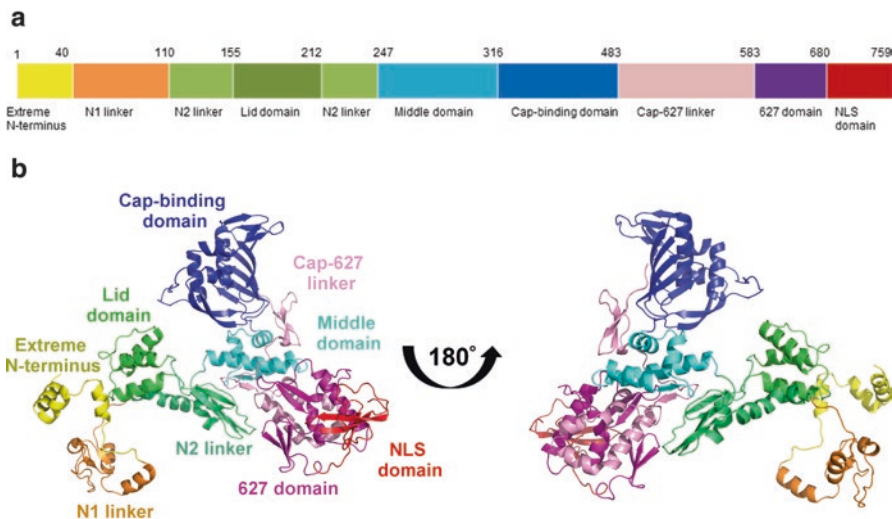 a
1 40 110 155 212 247 316 483 583 680 759
Extreme N1 linker N2 linker Lid domain N2 linker Middle domain Cap-binding domain Cap-627 linker 627 domain NLS
N-terminus domain
b
Cap-binding
domain
Cap-627
linker
Lid
domain
Middle
domain
Extreme
N-terminus
180°
N2 linker
NLS
domain
627 domain
N1 linker